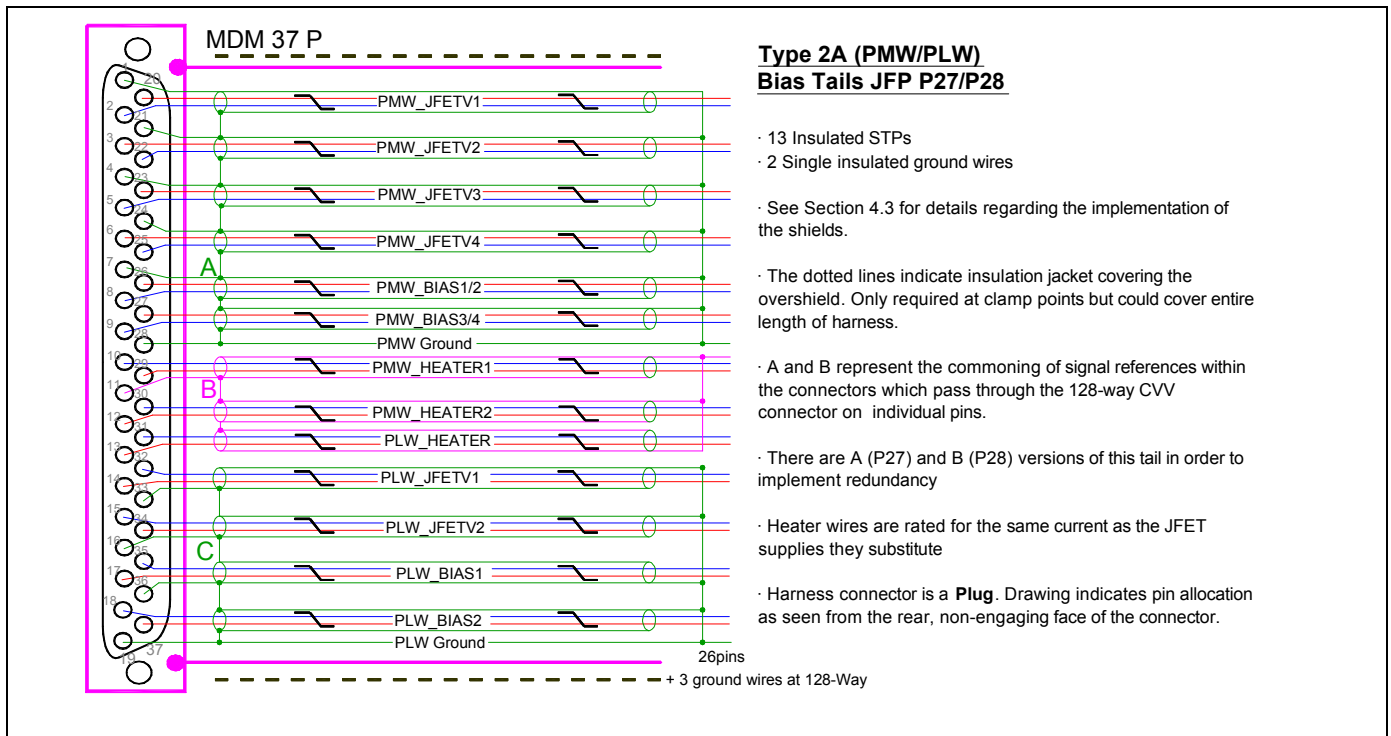 MDM 37 P
1
20
2
21
3
22
4
23
5
24
6
25
7
26
8
27
9
28
10
29
11
30
12
31
13
32
14
33
15
34
16
35
17
36
18
37
19
PMW_JFETV1
PMW_JFETV2
PMW_JFETV3
PMW_JFETV4
A
PMW_BIAS1/2
PMW_BIAS3/4
PMW Ground
PMW_HEATER1
B
PMW_HEATER2
PLW_HEATER
PLW_JFETV1
PLW_JFETV2
C
PLW_BIAS1
PLW_BIAS2
PLW Ground
26pins
+ 3 ground wires at 128-Way
Type 2A (PMW/PLW)
Bias Tails JFP P27/P28
· 13 Insulated STPs
· 2 Single insulated ground wires
· See Section 4.3 for details regarding the implementation of
the shields.
· The dotted lines indicate insulation jacket covering the
overshield. Only required at clamp points but could cover entire
length of harness.
· A and B represent the commoning of signal references within
the connectors which pass through the 128-way CVV
connector on individual pins.
· There are A (P27) and B (P28) versions of this tail in order to
implement redundancy
· Heater wires are rated for the same current as the JFET
supplies they substitute
· Harness connector is a Plug. Drawing indicates pin allocation
as seen from the rear, non-engaging face of the connector.